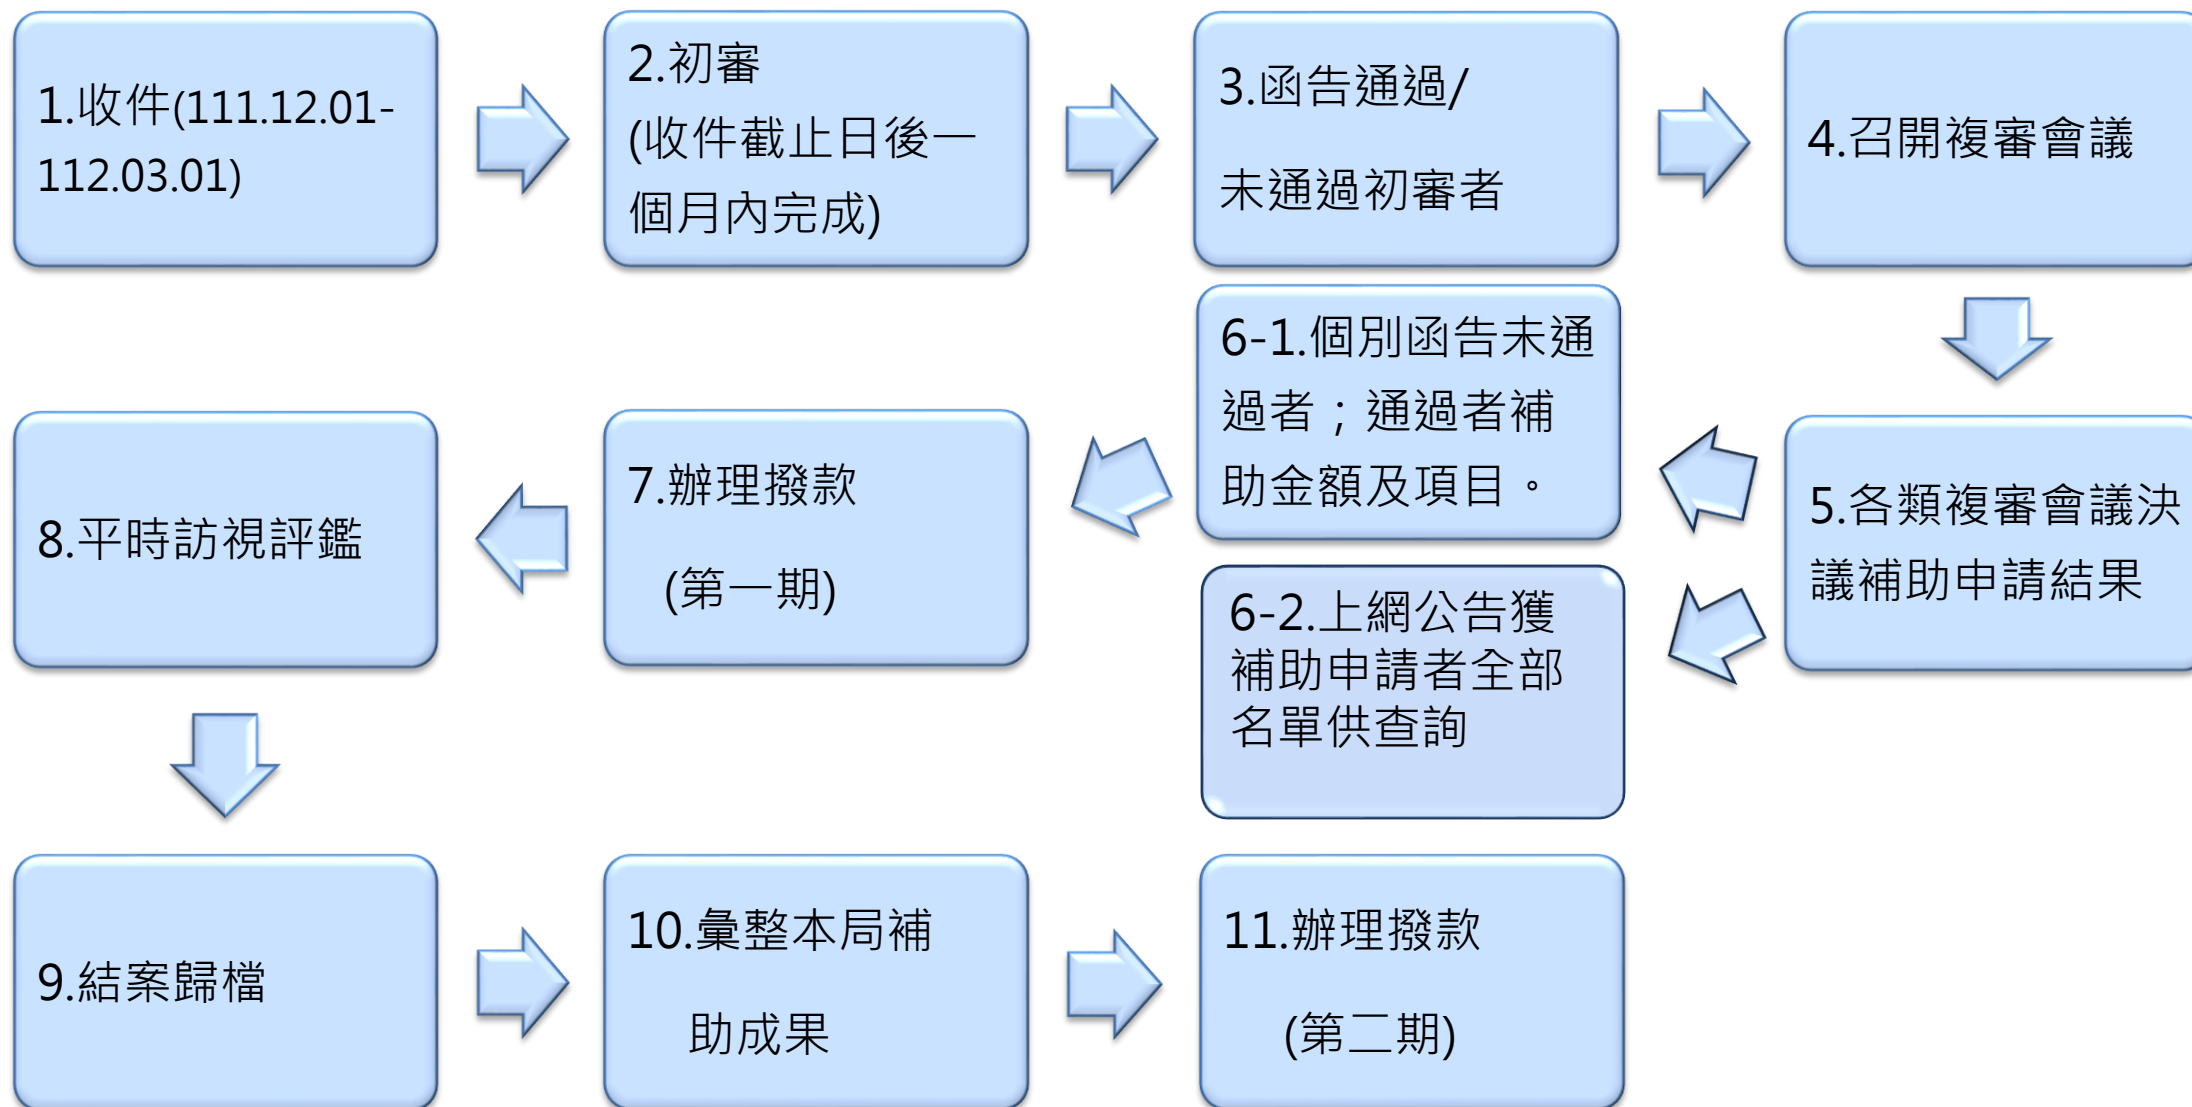 1.收件(111.12.01-
112.03.01)
2.初審
(收件截止日後一
個月內完成)
3.函告通過/
未通過初審者
4.召開複審會議
5.各類複審會議決
議補助申請結果
6-1.個別函告未通
過者；通過者補
助金額及項目。
6-2.上網公告獲
補助申請者全部
名單供查詢
7.辦理撥款
(第一期)
8.平時訪視評鑑
9.結案歸檔
10.彙整本局補
助成果
11.辦理撥款
(第二期)